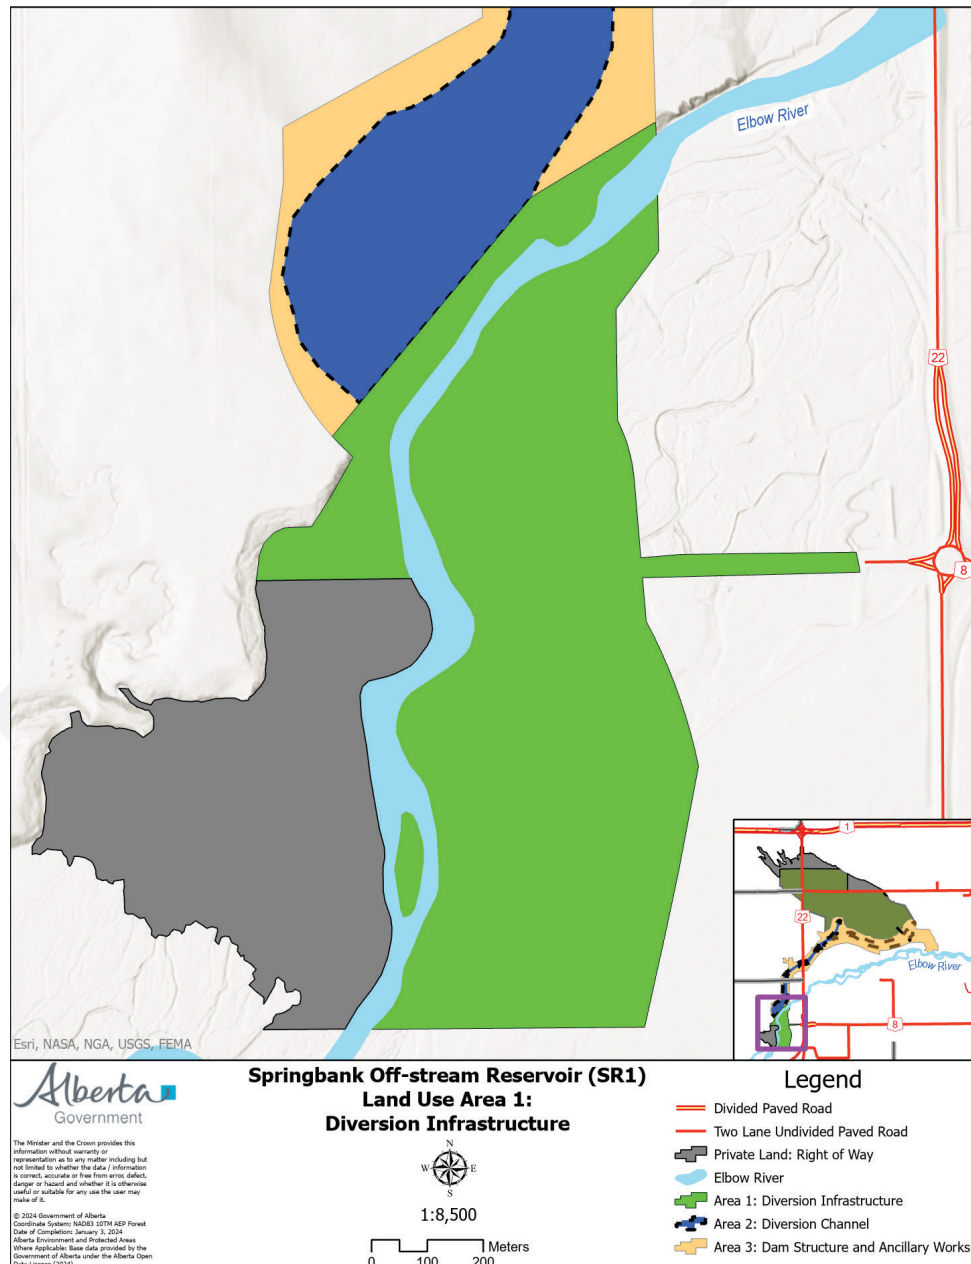 Elbow River
22
8
1
22
Elbow River
8
Esri, NASA, NGA, USGS, FEMA
Alberta
Government
The Minister and the Crown provides this
information without warranty or
representation as to any matter including but
not limited to whether the data / information
is correct, accurate or free from error, defect,
danger or hazard and whether it is otherwise
useful or suitable for any use the user may
make of it.
© 2024 Government of Alberta
Coordinate System: NAD83 10TM AEP Forest
Date of Completion: January 3, 2024
Alberta Environment and Protected Areas
Where Applicable: Base data provided by the
Government of Alberta under the Alberta Open
Data Licence (2024)
Springbank Off-stream Reservoir (SR1)
Land Use Area 1:
Diversion Infrastructure
N
W E
S
1:8,500
Meters
0 100 200
Legend
Divided Paved Road
Two Lane Undivided Paved Road
Private Land: Right of Way
Elbow River
Area 1: Diversion Infrastructure
Area 2: Diversion Channel
Area 3: Dam Structure and Ancillary Works